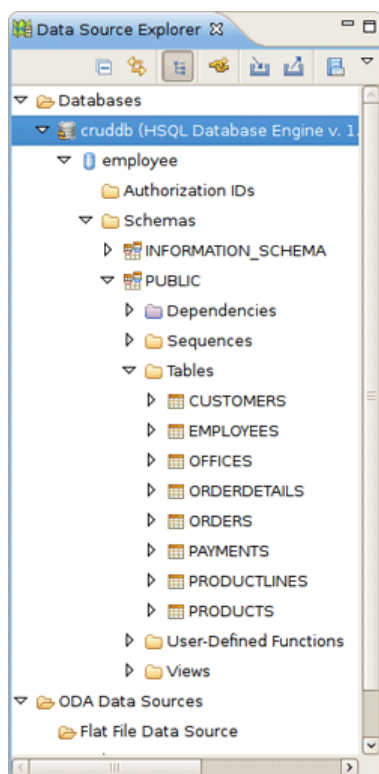 Data Source Explorer
Databases
cruddb (HSQL Database Engine v. 1.
employee
Authorization IDs
Schemas
INFORMATION_SCHEMA
PUBLIC
Dependencies
Sequences
Tables
CUSTOMERS
EMPLOYEES
OFFICES
ORDERDETAILS
ORDERS
PAYMENTS
PRODUCTLINES
PRODUCTS
User-Defined Functions
Views
ODA Data Sources
Flat File Data Source